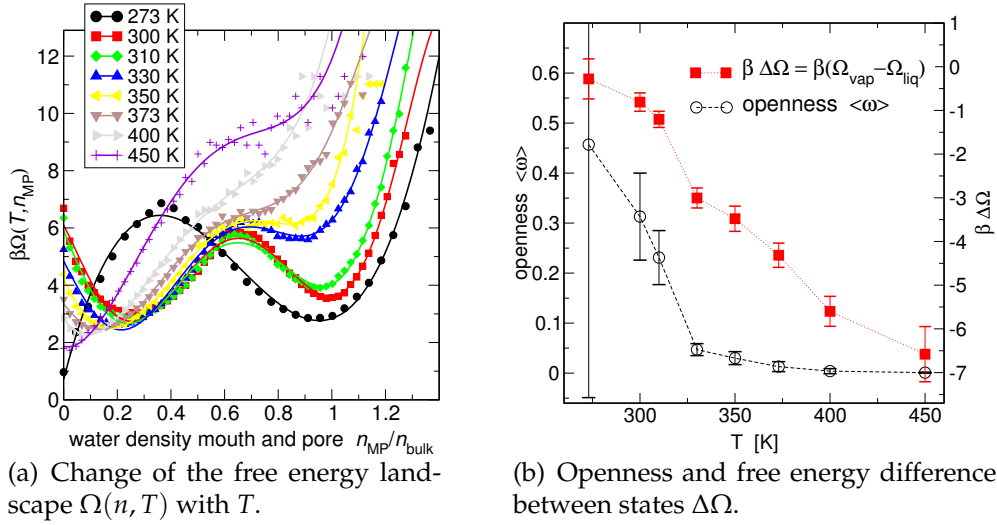 273 K
300 K
310 K
330 K
350 K
373 K
400 K
450 K
12
10
8
6
4
2
0
βΩ(T, n_MP)
0 0.2 0.4 0.6 0.8 1 1.2
water density mouth and pore n_MP/n_bulk
(a) Change of the free energy land-
scape Ω(n, T) with T.
β ΔΩ = β(Ω_vap−Ω_liq)
openness <ω>
0.6
0.5
0.4
0.3
0.2
0.1
0
openness <ω>
1
0
-1
-2
-3
-4
-5
-6
-7
β ΔΩ
300 350 400 450
T [K]
(b) Openness and free energy difference
between states ΔΩ.